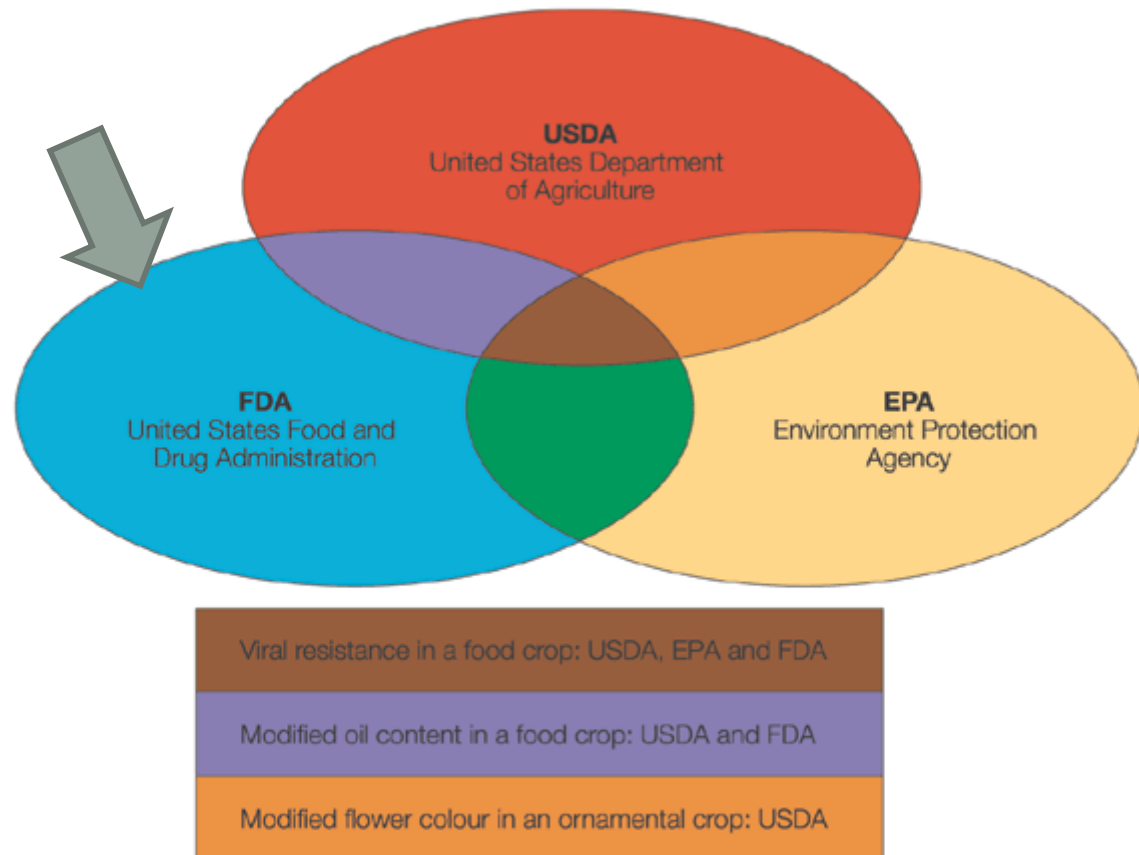 USDA
United States Department
of Agriculture
FDA
United States Food and
Drug Administration
EPA
Environment Protection
Agency
Viral resistance in a food crop: USDA, EPA and FDA
Modified oil content in a food crop: USDA and FDA
Modified flower colour in an ornamental crop: USDA